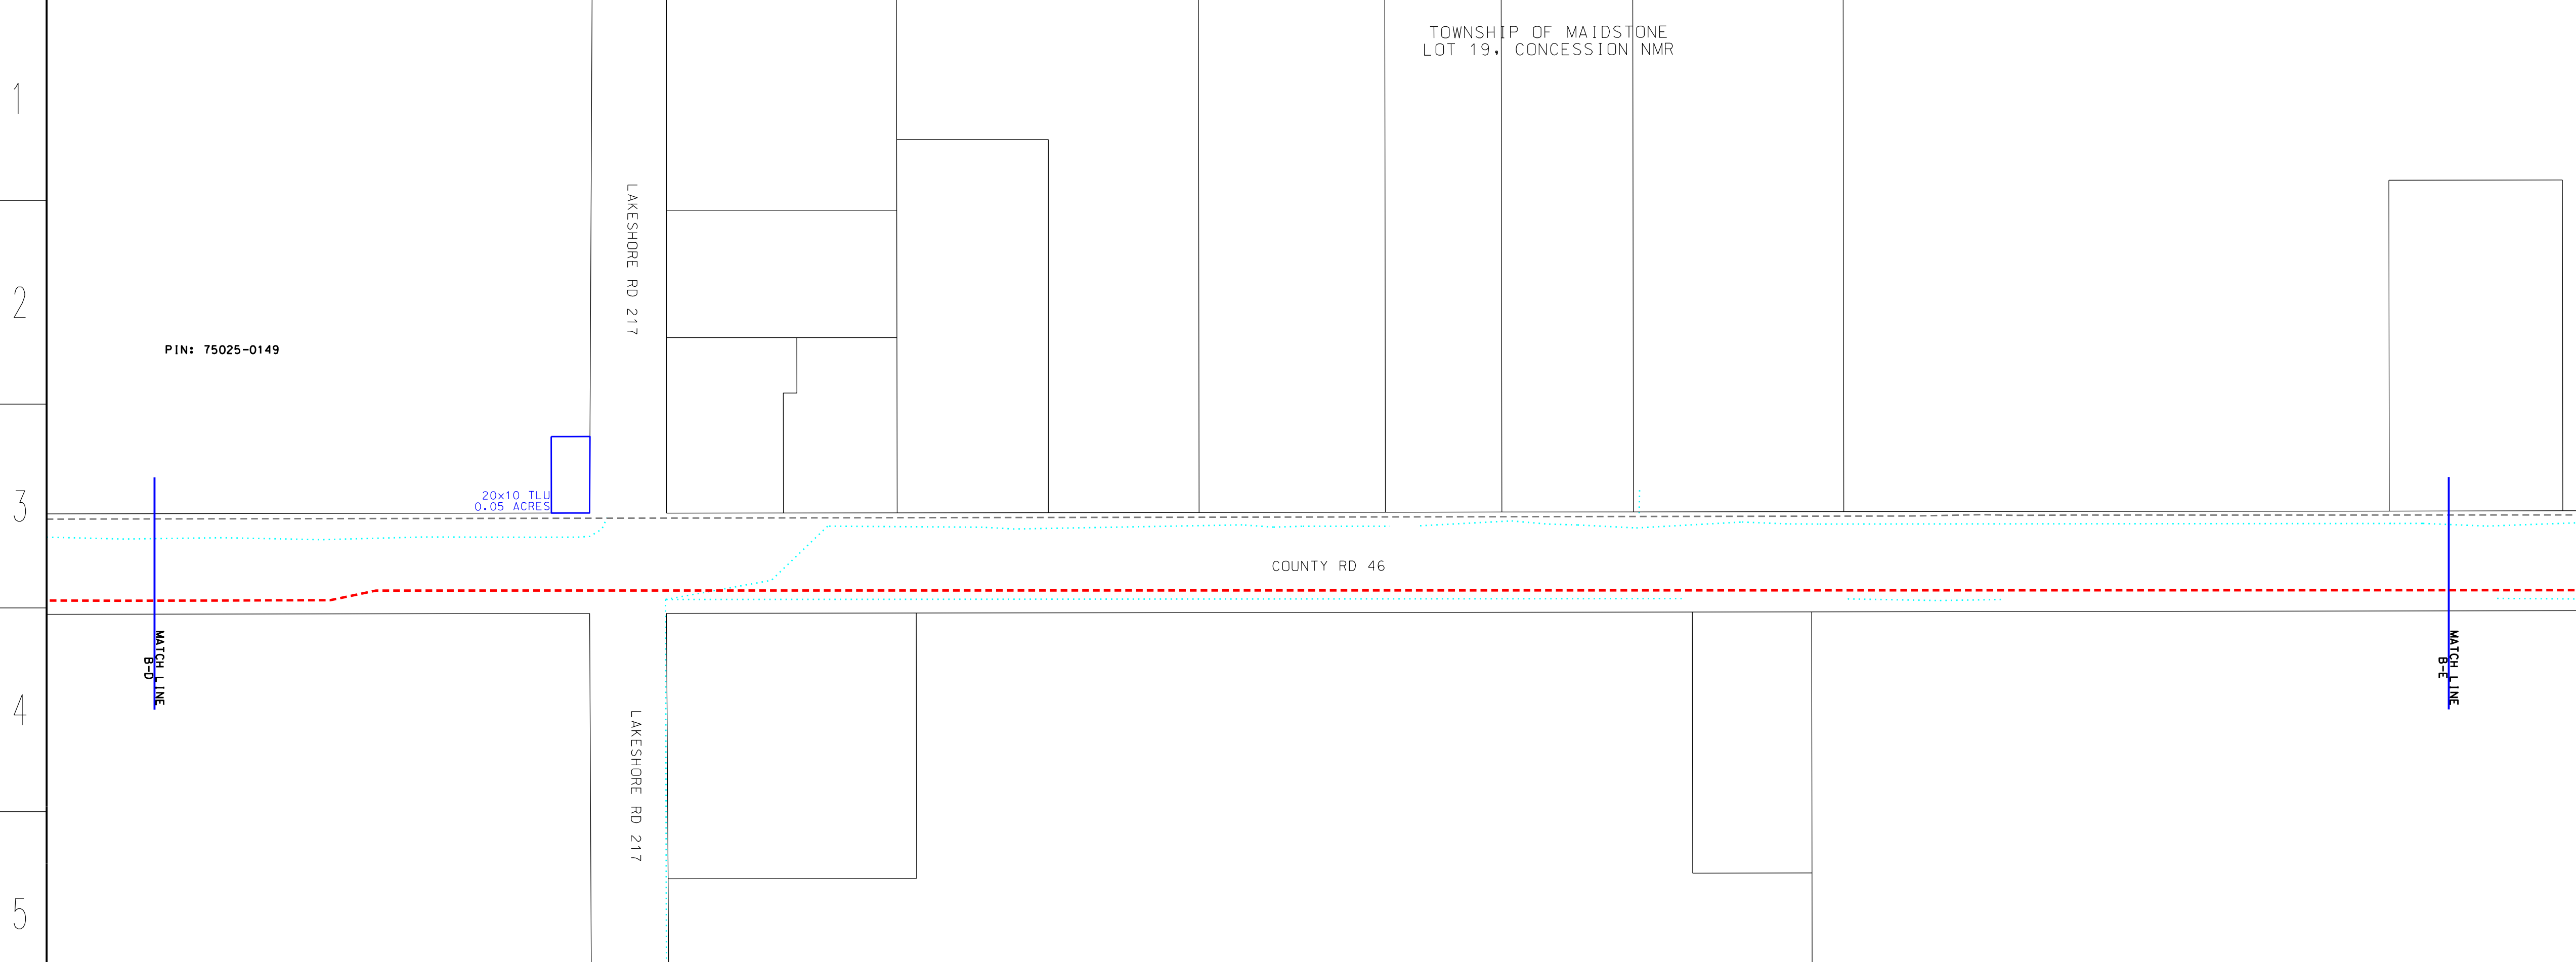 TOWNSHIP OF MAIDSTONE
LOT 19, CONCESSION NMR
1
LAKESHORE RD 217
2
PIN: 75025-0149
20x10 TLU
0.05 ACRES
3
COUNTY RD 46
MATCH LINE
B-D
MATCH LINE
B-E
4
LAKESHORE RD 217
5